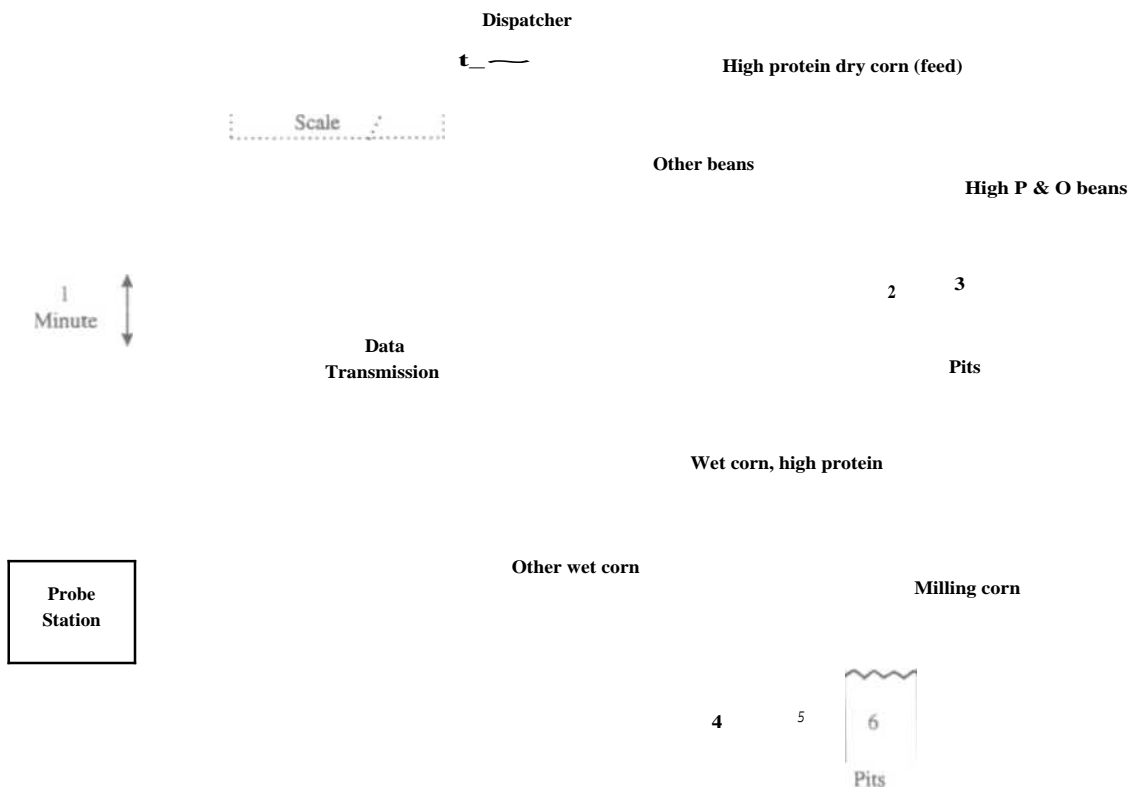 Dispatcher
t_
High protein dry corn (feed)
Scale
Other beans
High P & O beans
1
Minute
2
3
Data
Transmission
Pits
Wet corn, high protein
Other wet corn
Milling corn
Probe
Station
4
5
6
Pits